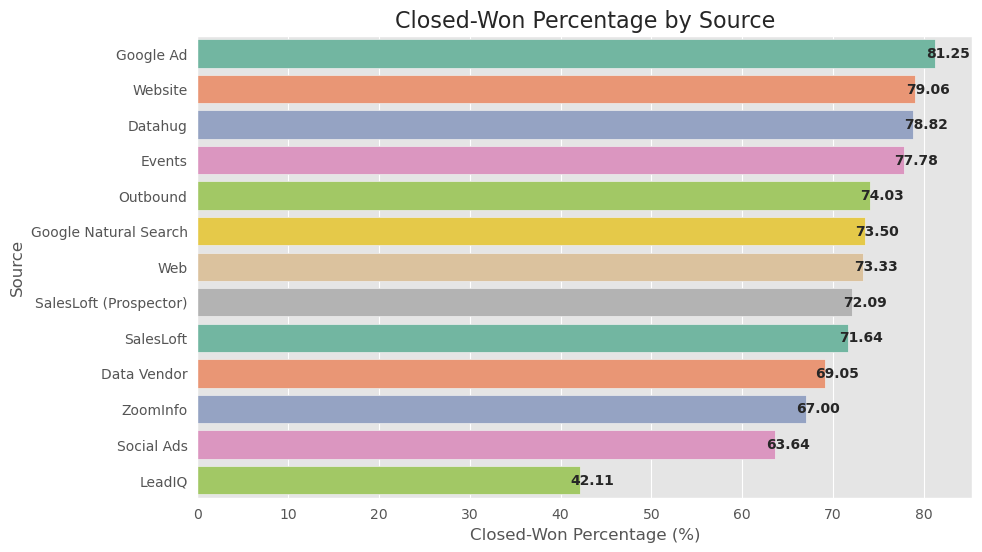 Closed-Won Percentage by Source
Google Ad 81.25
Website 79.06
Datahug 78.82
Events 77.78
Outbound 74.03
Google Natural Search 73.50
Web 73.33
SalesLoft (Prospector) 72.09
SalesLoft 71.64
Data Vendor 69.05
ZoomInfo 67.00
Social Ads 63.64
LeadIQ 42.11
Source
0 10 20 30 40 50 60 70 80
Closed-Won Percentage (%)